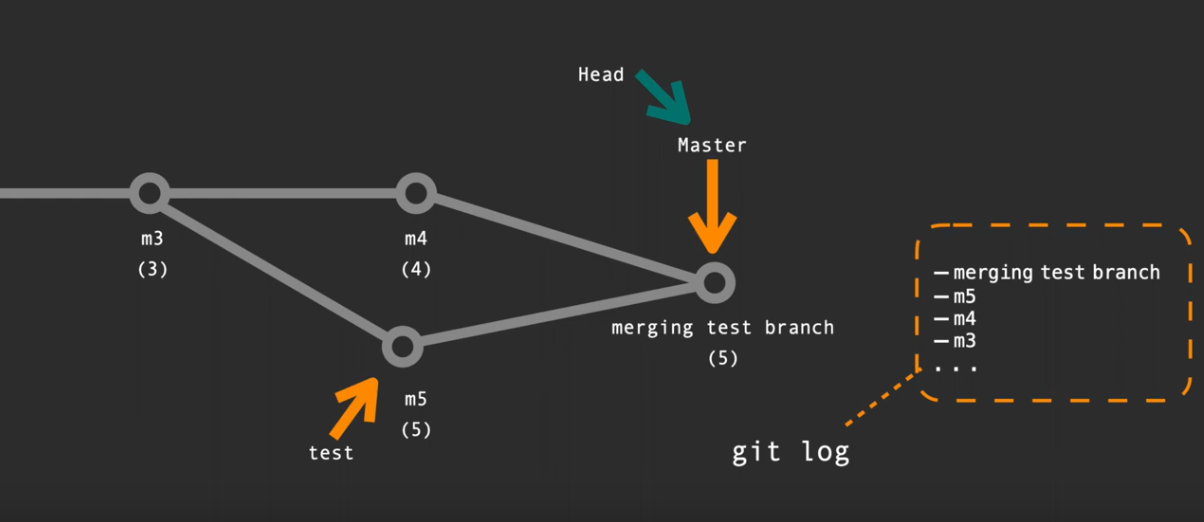 Head
Master
m3
(3)
m4
(4)
merging test branch
(5)
m5
(5)
test
git log
– merging test branch
– m5
– m4
– m3
...